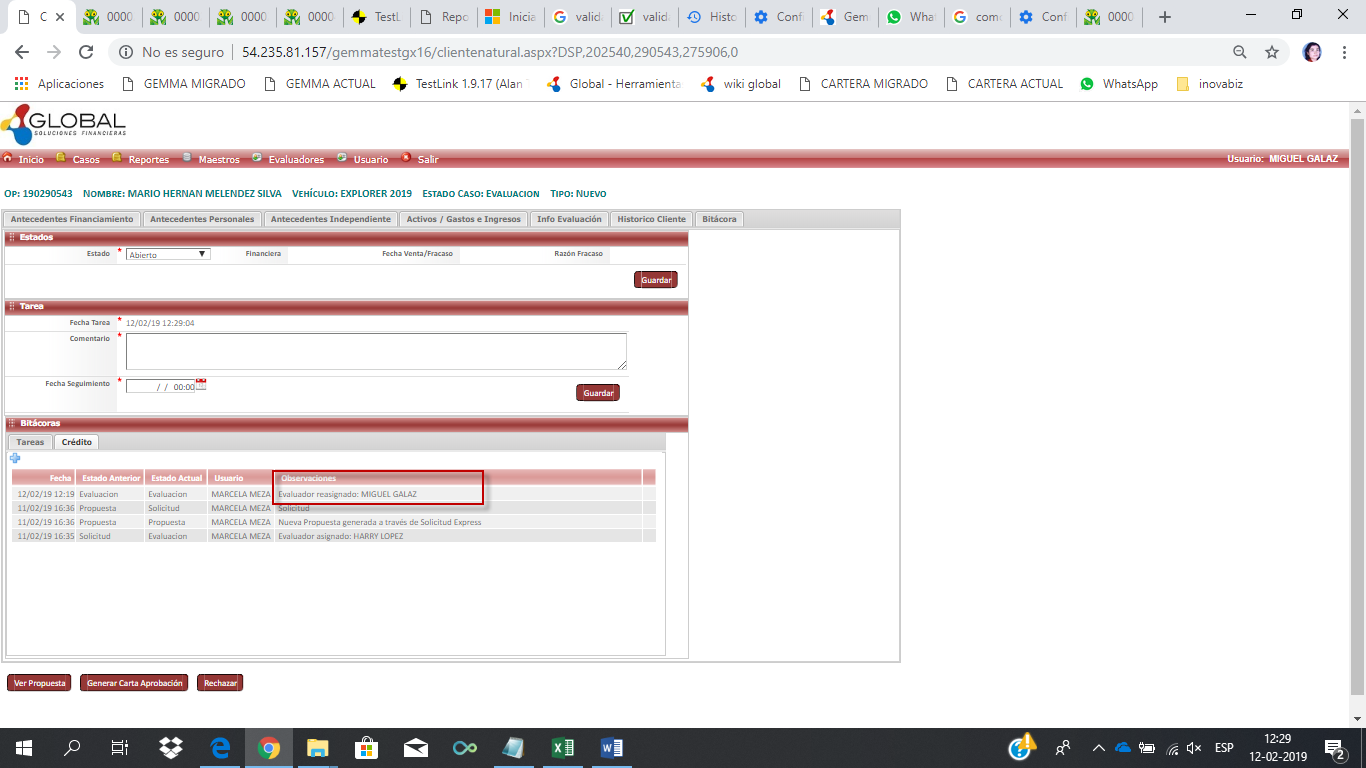 C
0000
0000
0000
0000
TestL
Repo
Inicia
valida
valida
Histo
Conf
Gem
What
como
Conf
0000
No es seguro | 54.235.81.157/gemmatestgx16/clientenatural.aspx?DSP,202540,290543,275906,0
Aplicaciones GEMMA MIGRADO GEMMA ACTUAL TestLink 1.9.17 (Alan Global - Herramienta wiki global CARTERA MIGRADO CARTERA ACTUAL WhatsApp inovabiz
GLOBAL
SOLUCIONES FINANCIERAS
Inicio Casos Reportes Maestros Evaluadores Usuario Salir Usuario: MIGUEL GALAZ
OP: 190290543 NOMBRE: MARIO HERNAN MELENDEZ SILVA VEHÍCULO: EXPLORER 2019 ESTADO CASO: EVALUACION TIPO: NUEVO
Antecedentes Financiamiento Antecedentes Personales Antecedentes Independiente Activos / Gastos e Ingresos Info Evaluación Historico Cliente Bitácora
Estados
Estado * Abierto Financiera Fecha Venta/Fracaso Razón Fracaso
Guardar
Tarea
Fecha Tarea * 12/02/19 12:29:04
Comentario *
Fecha Seguimiento * / / 00:00
Guardar
Bitácoras
Tareas Crédito
Fecha Estado Anterior Estado Actual Usuario Observaciones
12/02/19 12:19 Evaluacion Evaluacion MARCELA MEZA Evaluador reasignado: MIGUEL GALAZ
11/02/19 16:36 Propuesta Solicitud MARCELA MEZA Solicitud
11/02/19 16:36 Propuesta Propuesta MARCELA MEZA Nueva Propuesta generada a través de Solicitud Express
11/02/19 16:35 Solicitud Evaluacion MARCELA MEZA Evaluador asignado: HARRY LOPEZ
Ver Propuesta Generar Carta Aprobación Rechazar
ESP
12:29
12-02-2019
2